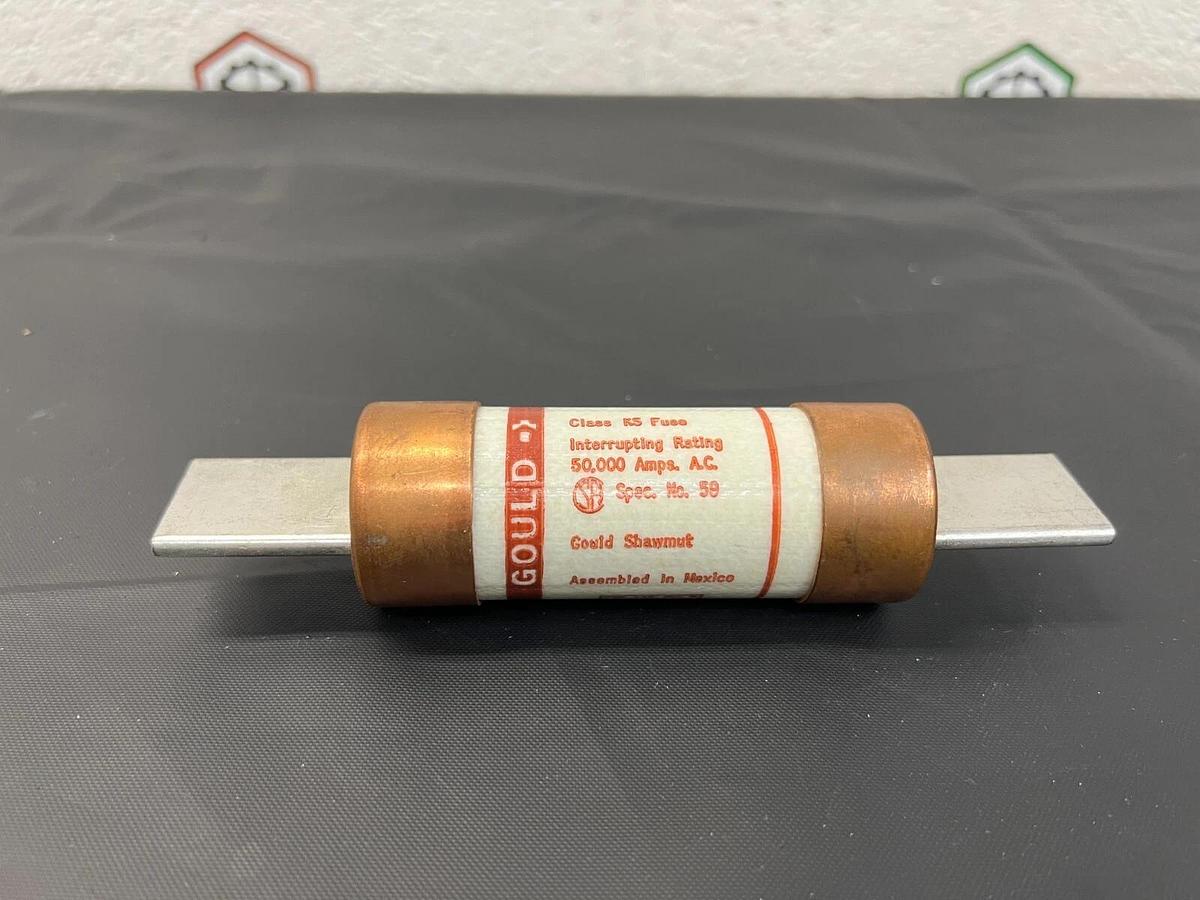 GOULD
Class K5 Fuse
Interrupting Rating
50,000 Amps. A.C.
Spec. No. 59
Gould Shawmut
Assembled in Mexico